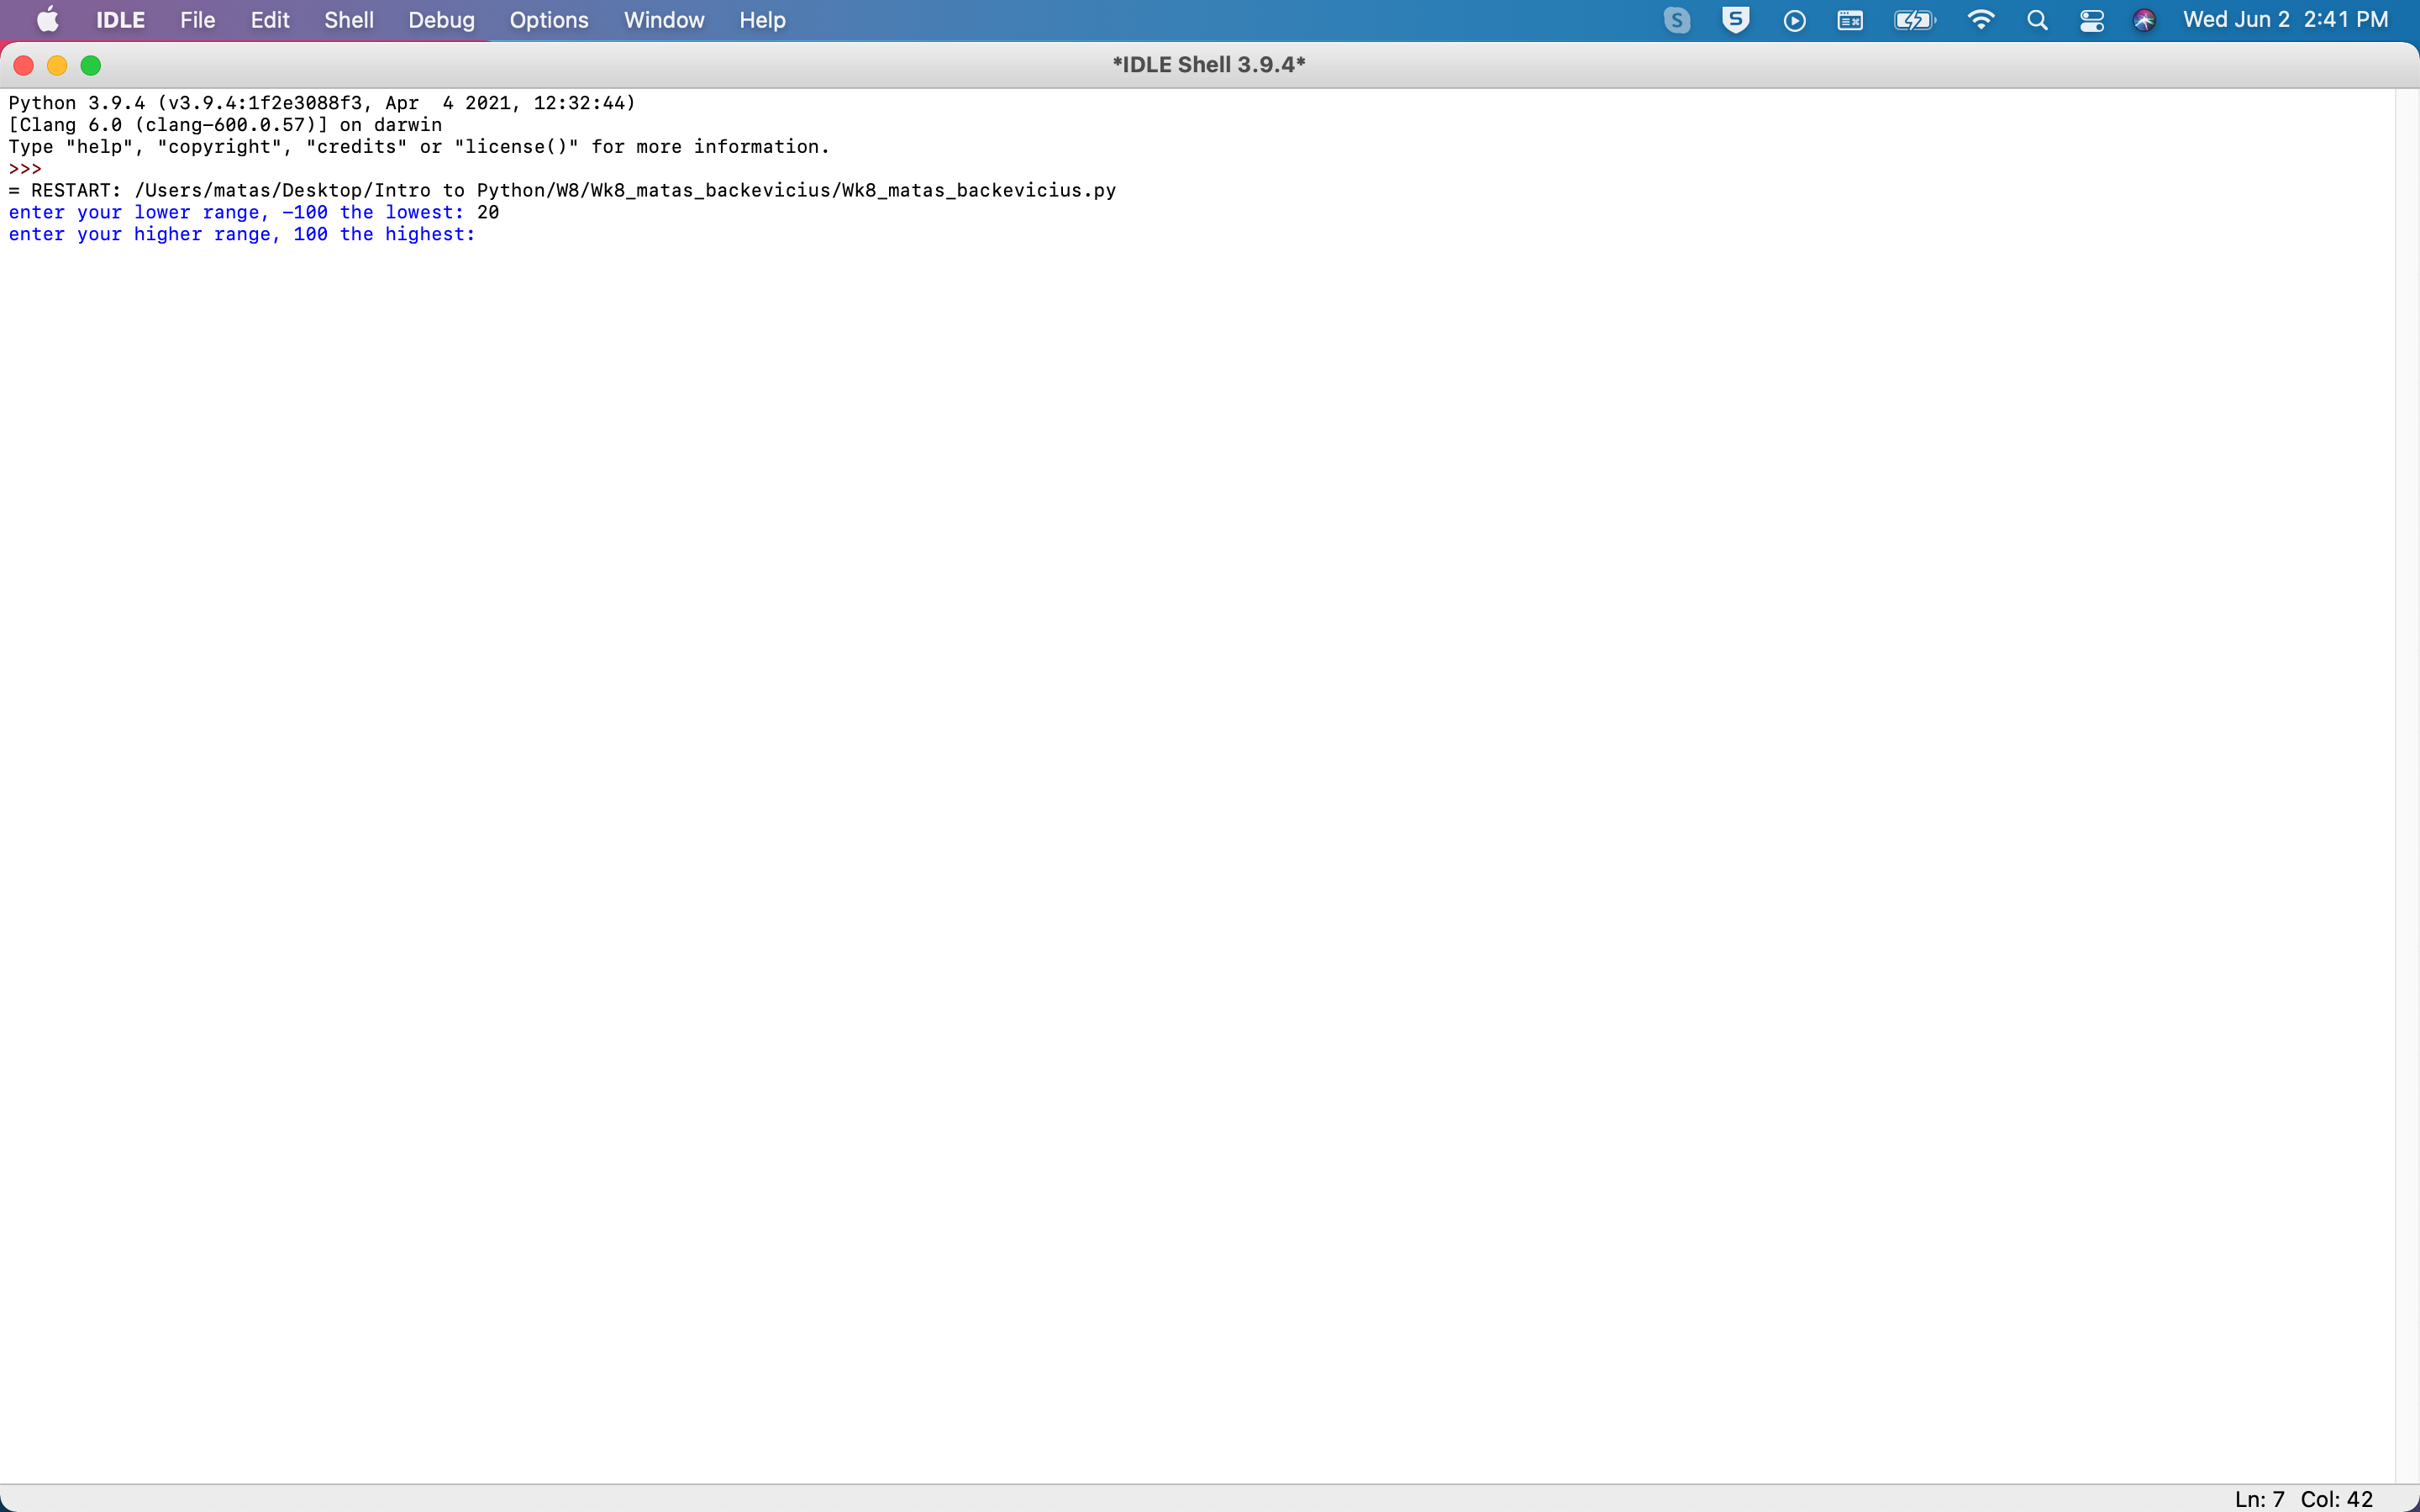 IDLE File Edit Shell Debug Options Window Help Wed Jun 2 2:41 PM
*IDLE Shell 3.9.4*
Python 3.9.4 (v3.9.4:1f2e3088f3, Apr  4 2021, 12:32:44)
[Clang 6.0 (clang-600.0.57)] on darwin
Type "help", "copyright", "credits" or "license()" for more information.
>>>
= RESTART: /Users/matas/Desktop/Intro to Python/W8/Wk8_matas_backevicius/Wk8_matas_backevicius.py
enter your lower range, -100 the lowest: 20
enter your higher range, 100 the highest:
Ln: 7 Col: 42